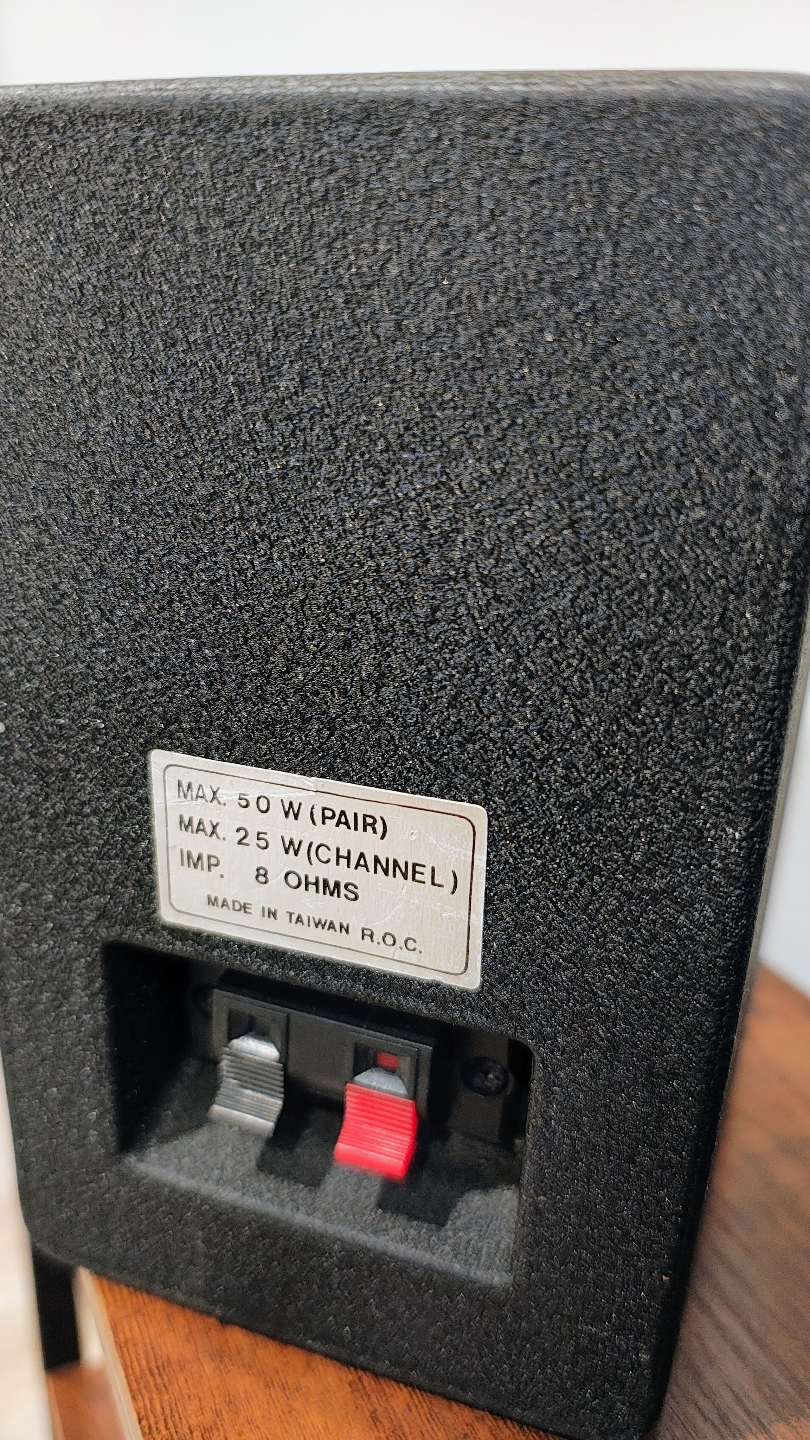 MAX. 50 W (PAIR)
MAX. 25 W (CHANNEL)
IMP. 8 OHMS
MADE IN TAIWAN R.O.C.